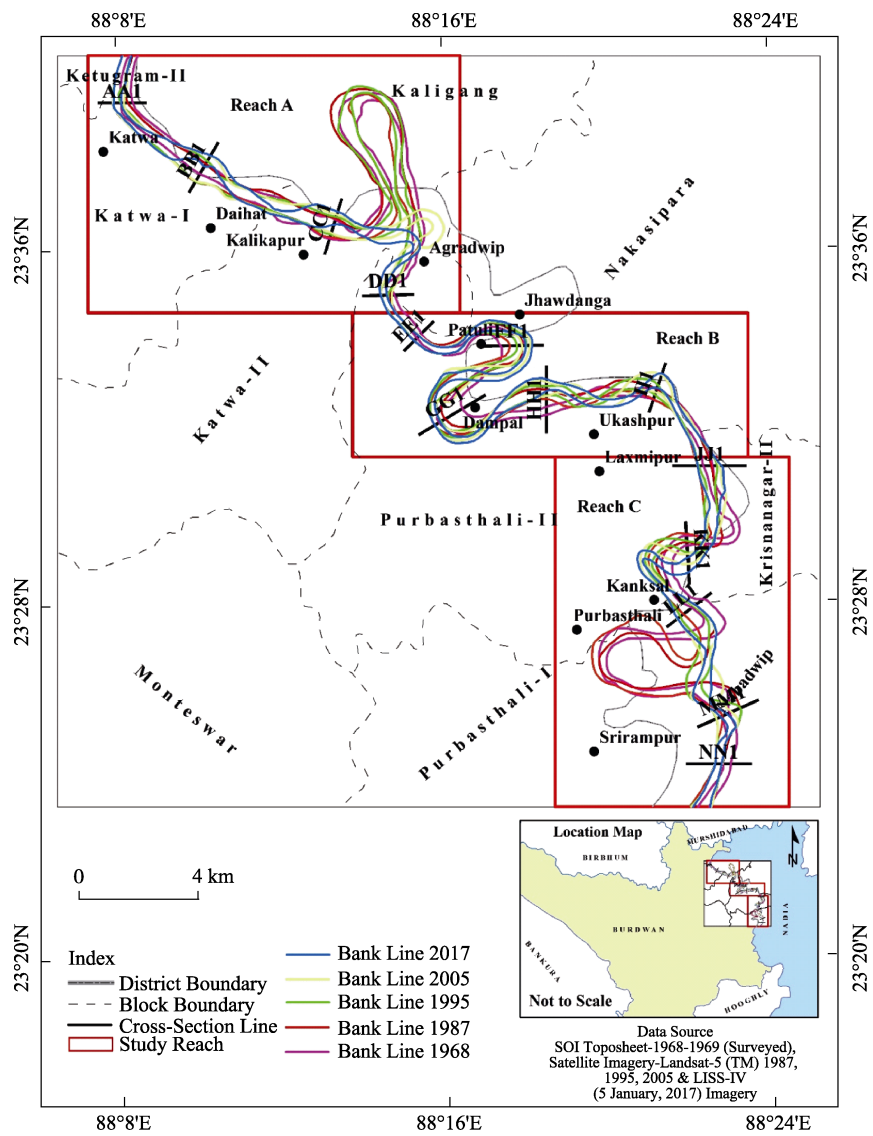 88°8'E 88°16'E 88°24'E
Ketugram-II
AA1
Reach A
Kaligang
Katwa
BB1
Katwa-I
Daihat
CC1
Kalikapur
Agradwip
Nakasipara
23°36'N 23°36'N
DD1
Jhawdanga
EE1
Patuli
FF1
Reach B
Katwa-II
GG1
HH1
II1
Dampal
Ukashpur
Laxmipur
JJ1
Krisnanagar-II
Reach C
Purbasthali-II
KK1
Kanksal
23°28'N 23°28'N
Purbasthali
Monteswar
Purbasthali-I
MM1
Srirampur
NN1
0 4 km
Location Map
MURSHIDABAD
BIRBHUM
N
BURDWAN
NADIA
BANKURA
HOOGHLY
Not to Scale
23°20'N 23°20'N
Index
District Boundary
Block Boundary
Cross-Section Line
Study Reach
Bank Line 2017
Bank Line 2005
Bank Line 1995
Bank Line 1987
Bank Line 1968
Data Source
SOI Toposheet-1968-1969 (Surveyed),
Satellite Imagery-Landsat-5 (TM) 1987,
1995, 2005 & LISS-IV
(5 January, 2017) Imagery
88°8'E 88°16'E 88°24'E